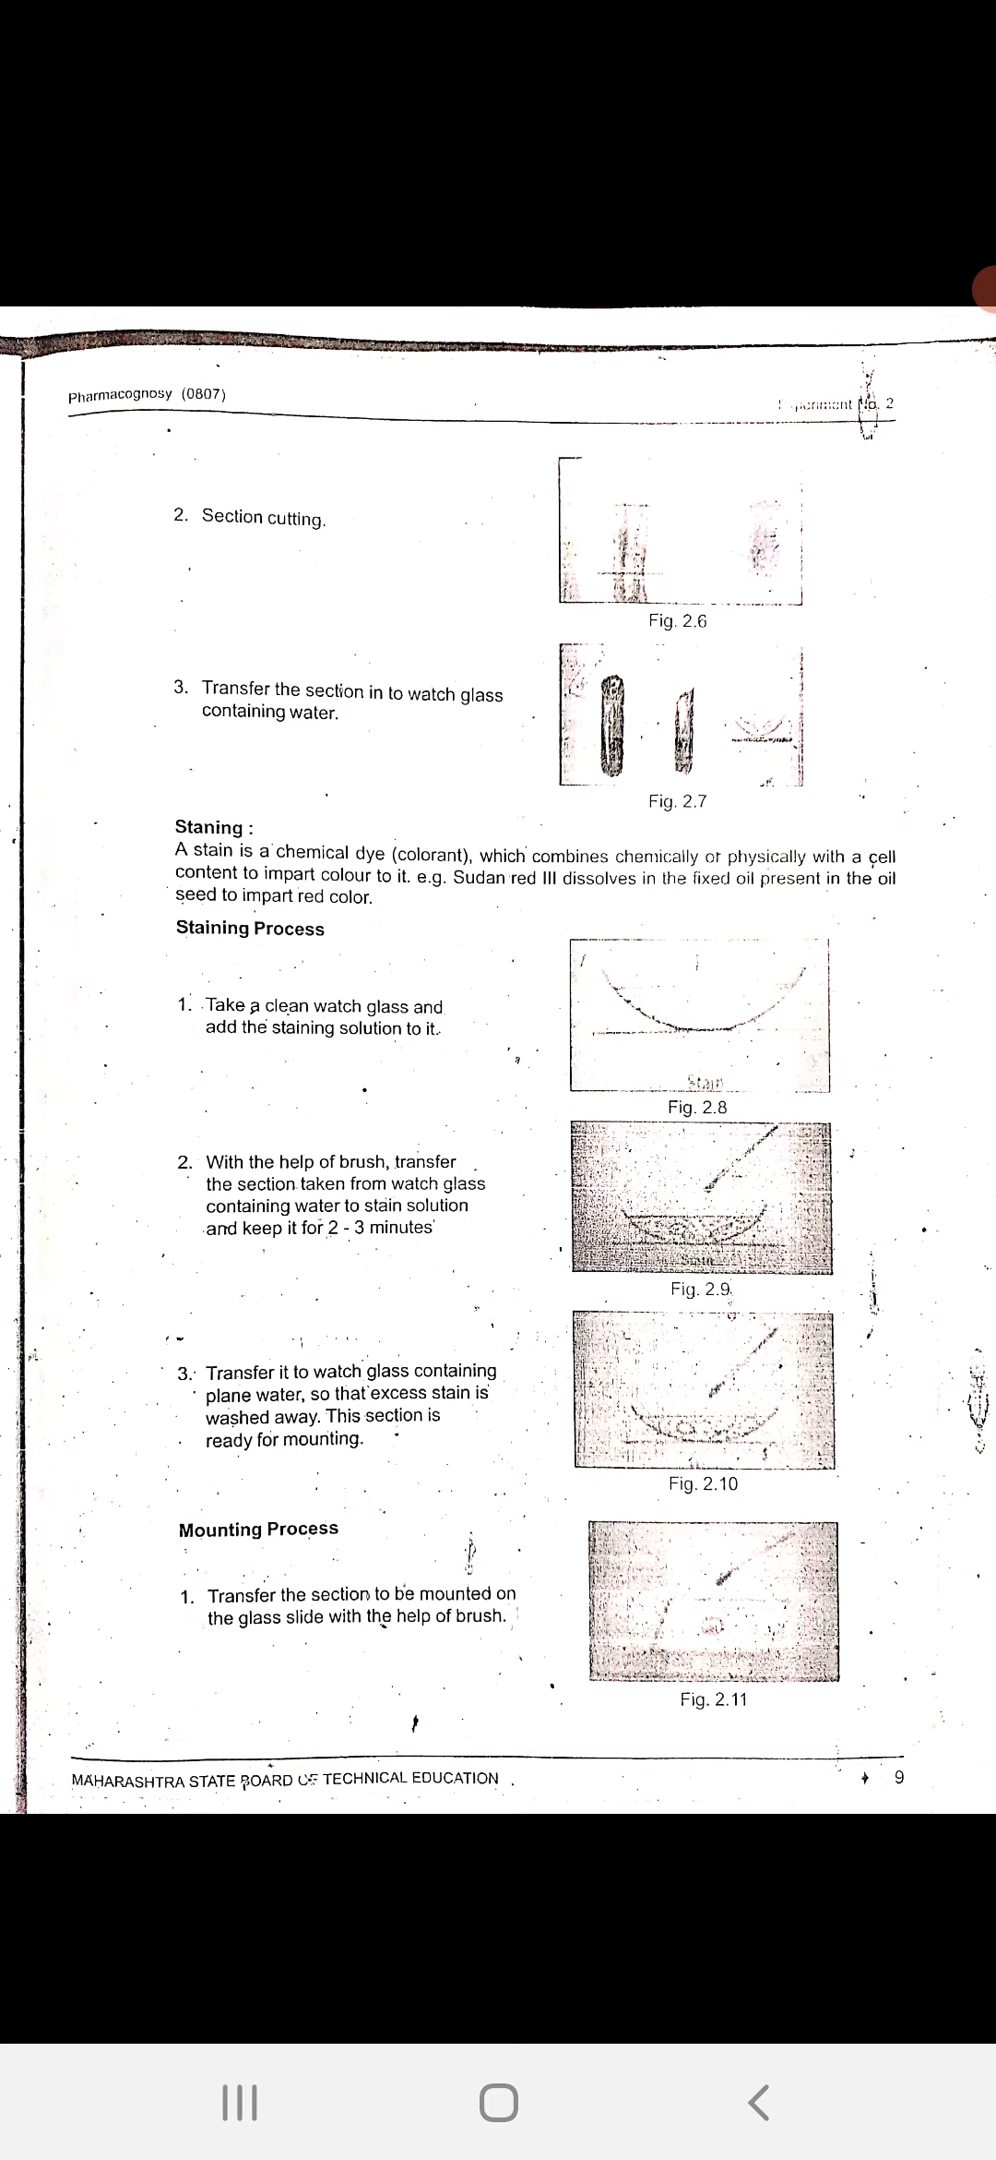 Pharmacognosy (0807)
No. 2
2. Section cutting.
Fig. 2.6
3. Transfer the section in to watch glass
containing water.
Fig. 2.7
Staning :
A stain is a chemical dye (colorant), which combines chemically or physically with a cell
content to impart colour to it. e.g. Sudan red III dissolves in the fixed oil present in the oil
seed to impart red color.
Staining Process
1. Take a clean watch glass and
add the staining solution to it.
Stain
Fig. 2.8
2. With the help of brush, transfer
the section taken from watch glass
containing water to stain solution
and keep it for 2 - 3 minutes
Fig. 2.9
3. Transfer it to watch glass containing
plane water, so that excess stain is
washed away. This section is
ready for mounting.
Fig. 2.10
Mounting Process
1. Transfer the section to be mounted on
the glass slide with the help of brush.
Fig. 2.11
MAHARASHTRA STATE BOARD OF TECHNICAL EDUCATION
9